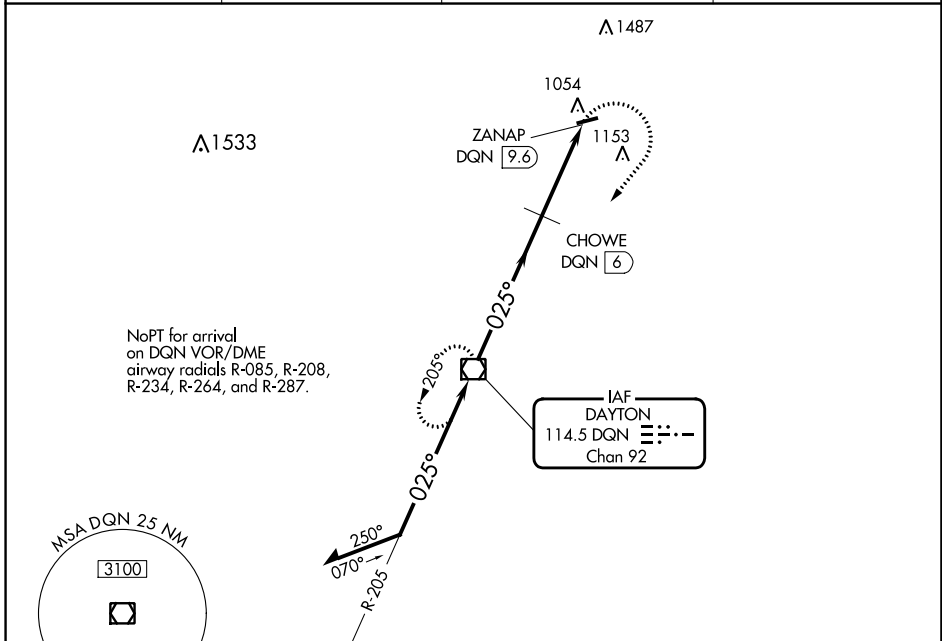 1487
1054
1533
ZANAP
DQN 9.6
1153
CHOWE
DQN 6
025°
NoPT for arrival
on DQN VOR/DME
airway radials R-085, R-208,
R-234, R-264, and R-287.
205°
IAF
DAYTON
114.5 DQN
Chan 92
025°
250°
070°
R-205
MSA DQN 25 NM
3100